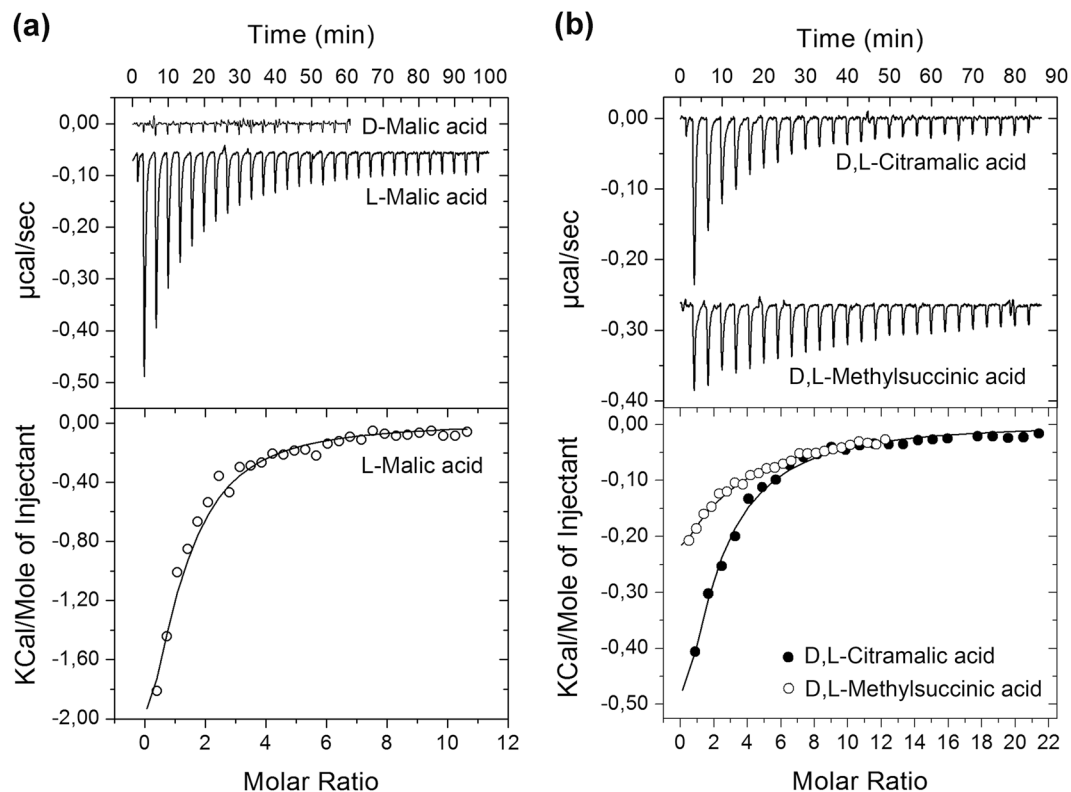 (a)
Time (min)
0 10 20 30 40 50 60 70 80 90 100
0,00
-0,10
-0,20
-0,30
-0,40
-0,50
µcal/sec
D-Malic acid
L-Malic acid
0,00
-0,40
-0,80
-1,20
-1,60
-2,00
KCal/Mole of Injectant
L-Malic acid
0 2 4 6 8 10 12
Molar Ratio
(b)
Time (min)
0 10 20 30 40 50 60 70 80 90
0,00
-0,10
-0,20
-0,30
-0,40
µcal/sec
D,L-Citramalic acid
D,L-Methylsuccinic acid
0,00
-0,10
-0,20
-0,30
-0,40
-0,50
KCal/Mole of Injectant
D,L-Citramalic acid
D,L-Methylsuccinic acid
0 2 4 6 8 10 12 14 16 18 20 22
Molar Ratio